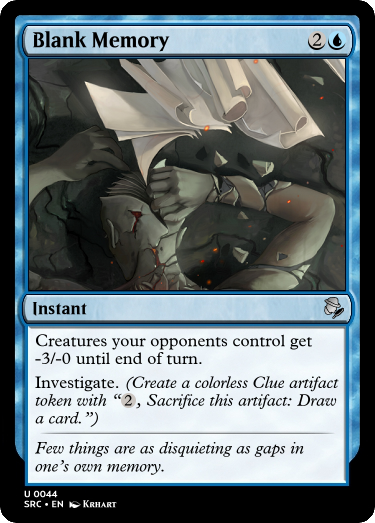 Blank Memory 2
Instant
Creatures your opponents control get
-3/-0 until end of turn.
Investigate. (Create a colorless Clue artifact
token with “2, Sacrifice this artifact: Draw
a card.”)
Few things are as disquieting as gaps in
one's own memory.
U 0044
SRC • EN Krhart